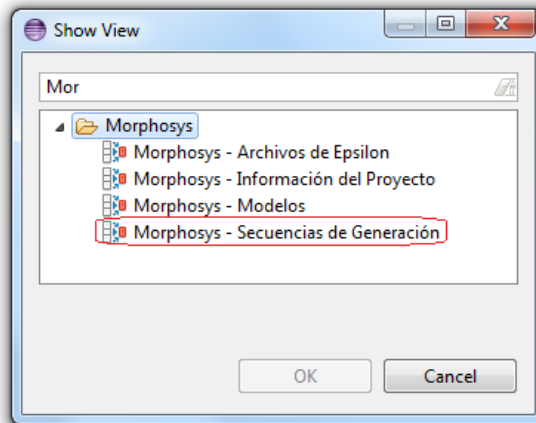 Show View
Mor
Morphosys
Morphosys - Archivos de Epsilon
Morphosys - Información del Proyecto
Morphosys - Modelos
Morphosys - Secuencias de Generación
OK
Cancel